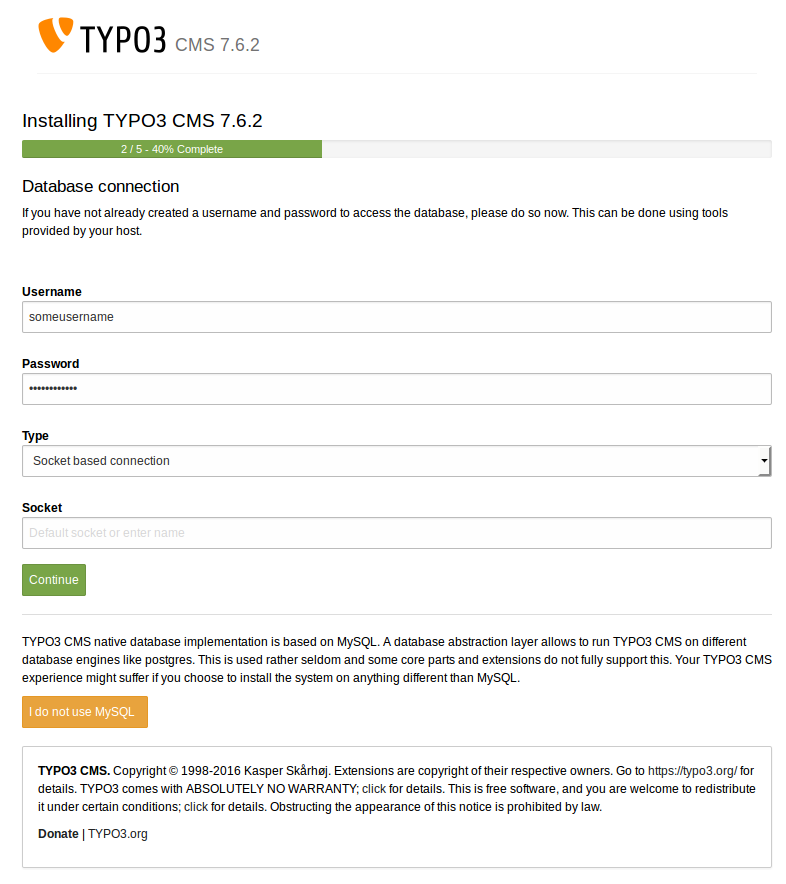 TYPO3 CMS 7.6.2
Installing TYPO3 CMS 7.6.2
2 / 5 - 40% Complete
Database connection
If you have not already created a username and password to access the database, please do so now. This can be done using tools
provided by your host.
Username
someusername
Password
••••••••••••
Type
Socket based connection
Socket
Default socket or enter name
Continue
TYPO3 CMS native database implementation is based on MySQL. A database abstraction layer allows to run TYPO3 CMS on different
database engines like postgres. This is used rather seldom and some core parts and extensions do not fully support this. Your TYPO3 CMS
experience might suffer if you choose to install the system on anything different than MySQL.
I do not use MySQL
TYPO3 CMS. Copyright © 1998-2016 Kasper Skårhøj. Extensions are copyright of their respective owners. Go to https://typo3.org/ for
details. TYPO3 comes with ABSOLUTELY NO WARRANTY; click for details. This is free software, and you are welcome to redistribute
it under certain conditions; click for details. Obstructing the appearance of this notice is prohibited by law.
Donate | TYPO3.org